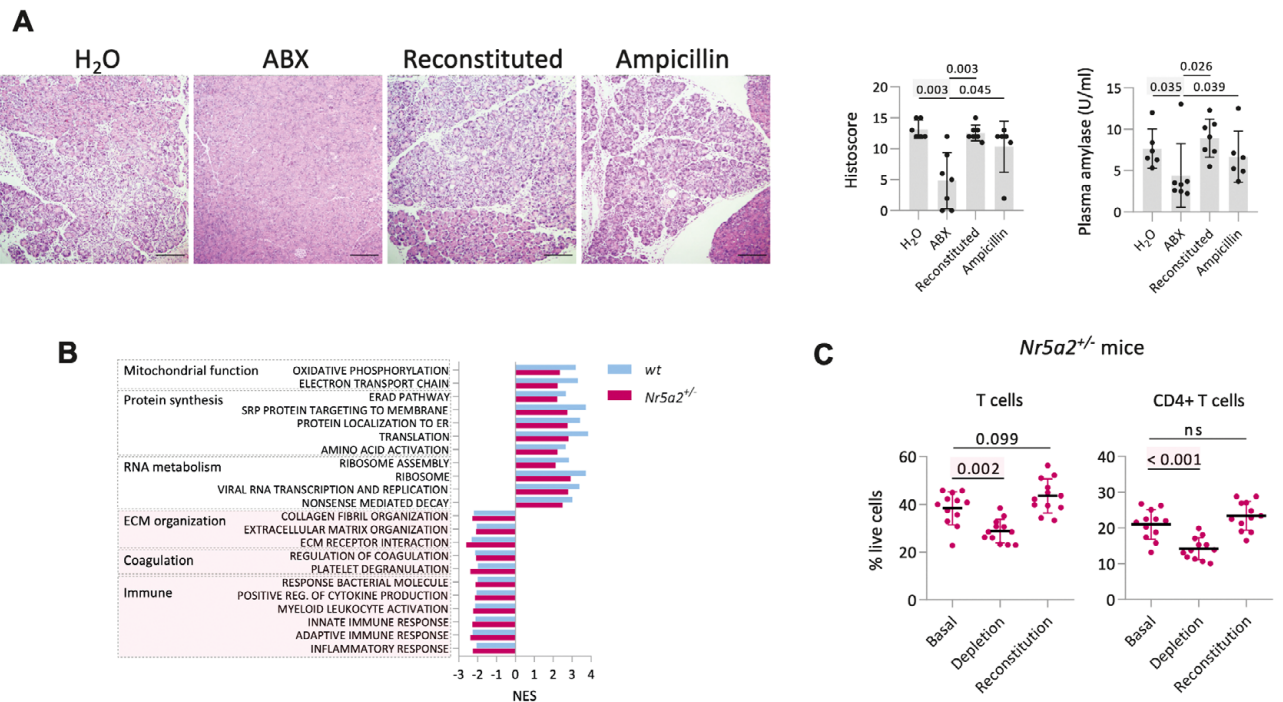 A
H2O
ABX
Reconstituted
Ampicillin
0.003
0.003 0.045
20
15
10
5
0
Histoscore
H2O
ABX
Reconstituted
Ampicillin
0.026
0.035 0.039
15
10
5
0
Plasma amylase (U/ml)
H2O
ABX
Reconstituted
Ampicillin
B
Mitochondrial function
OXIDATIVE PHOSPHORYLATION
ELECTRON TRANSPORT CHAIN
Protein synthesis
ERAD PATHWAY
SRP PROTEIN TARGETING TO MEMBRANE
PROTEIN LOCALIZATION TO ER
TRANSLATION
AMINO ACID ACTIVATION
RNA metabolism
RIBOSOME ASSEMBLY
RIBOSOME
VIRAL RNA TRANSCRIPTION AND REPLICATION
NONSENSE MEDIATED DECAY
ECM organization
COLLAGEN FIBRIL ORGANIZATION
EXTRACELLULAR MATRIX ORGANIZATION
ECM RECEPTOR INTERACTION
Coagulation
REGULATION OF COAGULATION
PLATELET DEGRANULATION
Immune
RESPONSE BACTERIAL MOLECULE
POSITIVE REG. OF CYTOKINE PRODUCTION
MYELOID LEUKOCYTE ACTIVATION
INNATE IMMUNE RESPONSE
ADAPTIVE IMMUNE RESPONSE
INFLAMMATORY RESPONSE
-3 -2 -1 0 1 2 3 4
NES
wt
Nr5a2+/-
C
Nr5a2+/- mice
T cells
0.099
0.002
60
40
20
0
% live cells
Basal
Depletion
Reconstitution
CD4+ T cells
ns
< 0.001
40
30
20
10
0
Basal
Depletion
Reconstitution